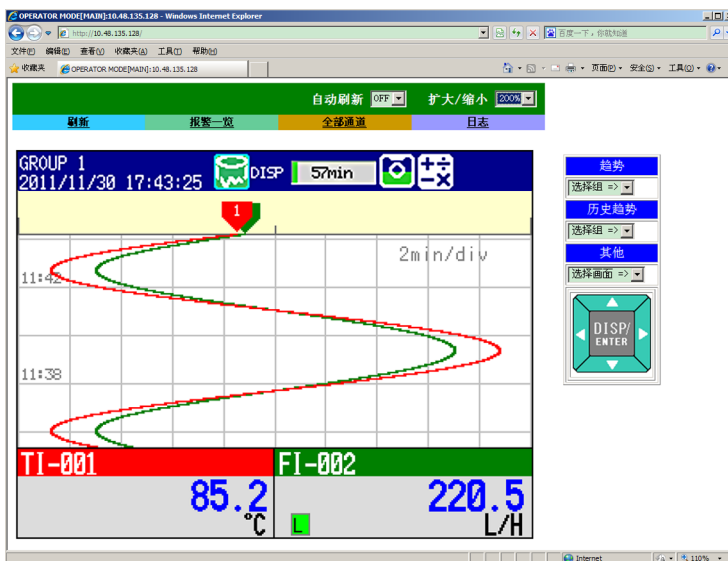 OPERATOR MODE[MAIN]:10.48.135.128 - Windows Internet Explorer
http://10.48.135.128/
百度一下，你就知道
文件(F) 编辑(E) 查看(V) 收藏夹(A) 工具(T) 帮助(H)
收藏夹 OPERATOR MODE[MAIN]:10.48.135.128 页面(P) 安全(S) 工具(O)
自动刷新 OFF 扩大/缩小 200%
刷新 报警一览 全部通道 日志
GROUP 1
2011/11/30 17:43:25 DISP 57min
1
2min/div
11:42
11:38
TI-001 FI-002
85.2 220.5
°C L L/H
趋势
选择组 =>
历史趋势
选择组 =>
其他
选择画面 =>
DISP/
ENTER
Internet 110%